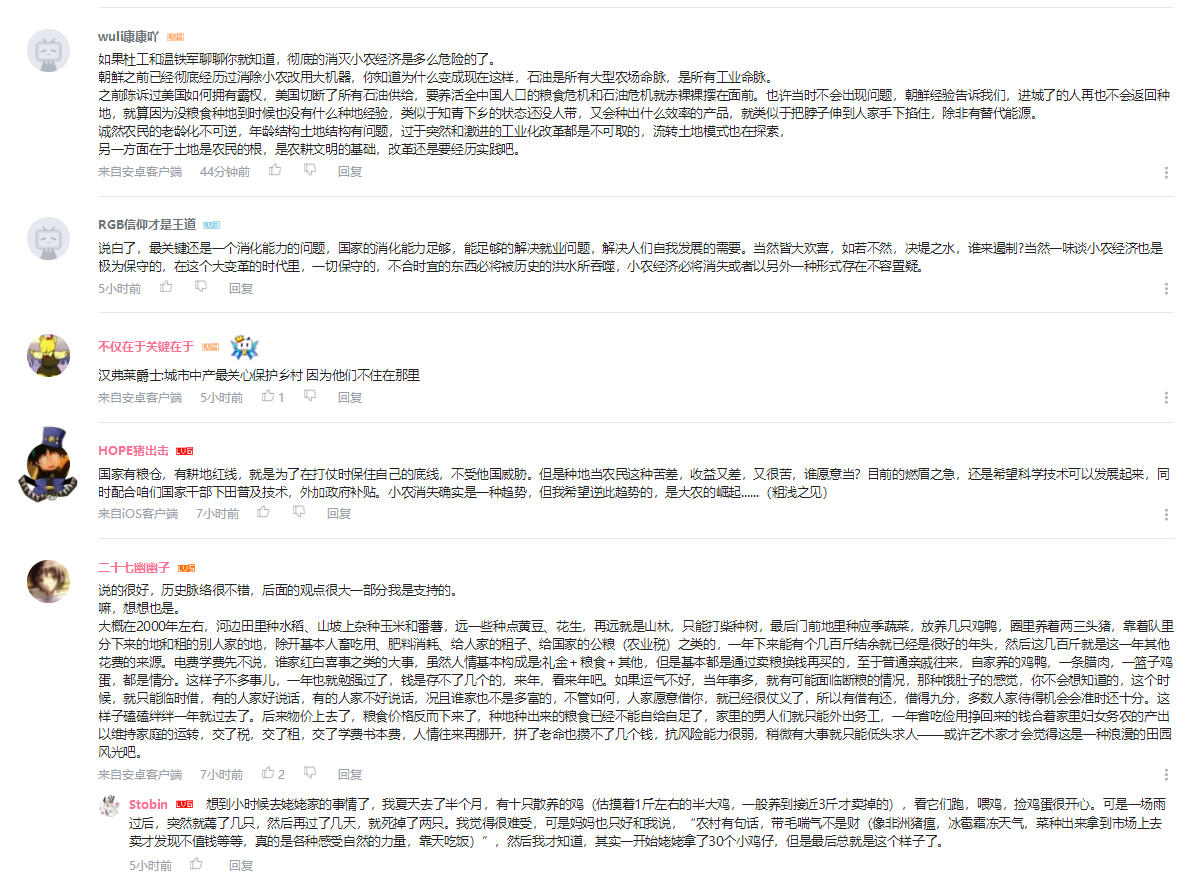 wuli康康吖
如果杜工和温铁军聊聊你就知道，彻底的消灭小农经济是多么危险的了。
朝鲜之前已经彻底经历过消除小农改用大机器，你知道为什么变成现在这样，石油是所有大型农场命脉，是所有工业命脉。
之前陈诉过美国如何拥有霸权，美国切断了所有石油供给，要养活全中国人口的粮食危机和石油危机就赤裸裸摆在面前。也许当时不会出现问题，朝鲜经验告诉我们，进城了的人再也不会返回种
地，就算因为没粮食种地到时候也没有什么种地经验，类似于知青下乡的状态还没人带，又会种出什么效率的产品，就类似于把脖子伸到人家手下掐住，除非有替代能源。
诚然农民的老龄化不可逆，年龄结构土地结构有问题，过于突然和激进的工业化改革都是不可取的，流转土地模式也在探索，
另一方面在于土地是农民的根，是农耕文明的基础，改革还是要经历实践吧。
来自安卓客户端 44分钟前 回复
RGB信仰才是王道
说白了，最关键还是一个消化能力的问题，国家的消化能力足够，能足够的解决就业问题，解决人们自我发展的需要。当然皆大欢喜，如若不然，决堤之水，谁来遏制?当然一味谈小农经济也是
极为保守的，在这个大变革的时代里，一切保守的，不合时宜的东西必将被历史的洪水所吞噬，小农经济必将消失或者以另外一种形式存在不容置疑。
5小时前 回复
不仅在于关键在于
汉弗莱爵士:城市中产最关心保护乡村 因为他们不住在那里
来自安卓客户端 5小时前 1 回复
HOPE猪出击 LV6
国家有粮仓，有耕地红线，就是为了在打仗时保住自己的底线，不受他国威胁。但是种地当农民这种苦差，收益又差，又很苦，谁愿意当？目前的燃眉之急，还是希望科学技术可以发展起来，同
时配合咱们国家干部下田普及技术，外加政府补贴。小农消失确实是一种趋势，但我希望逆此趋势的，是大农的崛起......（粗浅之见）
来自iOS客户端 7小时前 回复
二十七幽幽子 LV5
说的很好，历史脉络很不错，后面的观点很大一部分我是支持的。
嘛，想想也是。
大概在2000年左右，河边田里种水稻、山坡上杂种玉米和番薯，远一些种点黄豆、花生，再远就是山林，只能打柴种树，最后门前地里种应季蔬菜，放养几只鸡鸭，圈里养着两三头猪，靠着队里
分下来的地和租的别人家的地，除开基本人畜吃用、肥料消耗、给人家的租子、给国家的公粮（农业税）之类的，一年下来能有个几百斤结余就已经是很好的年头，然后这几百斤就是这一年其他
花费的来源。电费学费先不说，谁家红白喜事之类的大事，虽然人情基本构成是:礼金＋粮食＋其他，但是基本都是通过卖粮换钱再买的，至于普通亲戚往来，自家养的鸡鸭，一条腊肉，一篮子鸡
蛋，都是情分。这样子不多事儿，一年也就勉强过了，钱是存不了几个的，来年，看来年吧。如果运气不好，当年事多，就有可能面临断粮的情况，那种饿肚子的感觉，你不会想知道的，这个时
候，就只能临时借，有的人家好说话，有的人家不好说话，况且谁家也不是多富的，不管如何，人家愿意借你，就已经很仗义了，所以有借有还，借得九分，多数人家待得机会会准时还十分。这
样子磕磕绊绊一年就过去了。后来物价上去了，粮食价格反而下来了，种地种出来的粮食已经不能自给自足了，家里的男人们就只能外出务工，一年省吃俭用挣回来的钱合着家里妇女务农的产出
以维持家庭的运转，交了税，交了租，交了学费书本费，人情往来再挪开，拼了老命也攒不了几个钱，抗风险能力很弱，稍微有大事就只能低头求人——或许艺术家才会觉得这是一种浪漫的田园
风光吧。
来自安卓客户端 7小时前 2 回复
Stobin LV6 想到小时候去姥姥家的事情了，我夏天去了半个月，有十只散养的鸡（估摸着1斤左右的半大鸡，一般养到接近3斤才卖掉的），看它们跑，喂鸡，捡鸡蛋很开心。可是一场雨
过后，突然就蔫了几只，然后再过了几天，就死掉了两只。我觉得很难受，可是妈妈也只好和我说，“农村有句话，带毛喘气不是财（像非洲猪瘟，冰雹霜冻天气，菜种出来拿到市场上去
卖才发现不值钱等等，真的是各种感受自然的力量，靠天吃饭）”，然后我才知道，其实一开始姥姥拿了30个小鸡仔，但是最后总就是这个样子了。
5小时前 回复